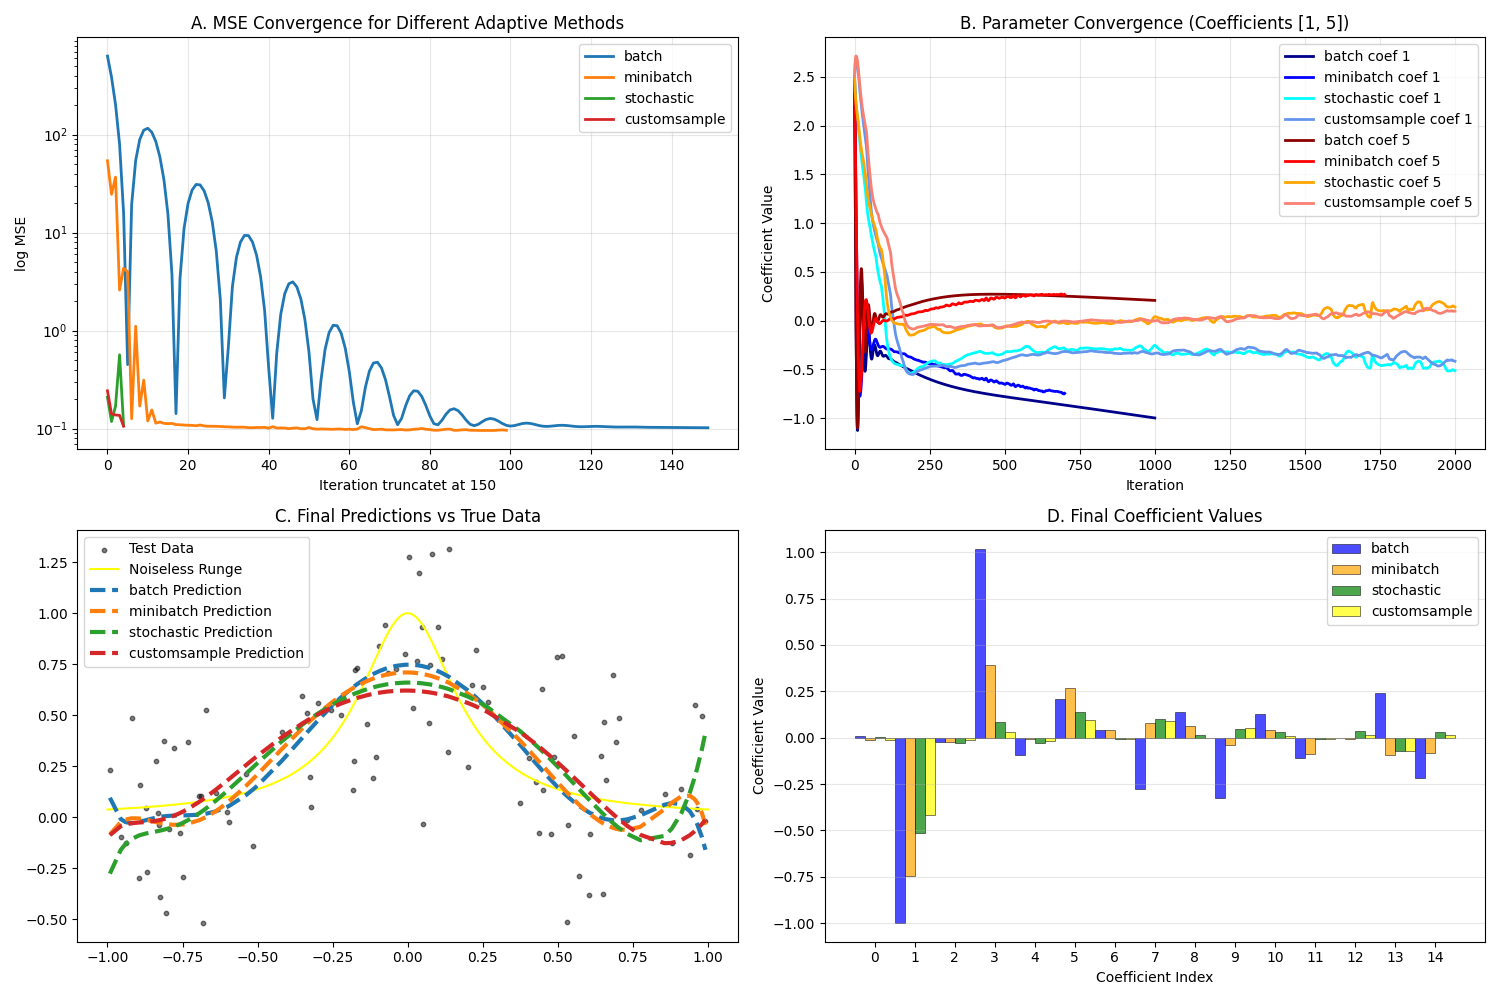 A. MSE Convergence for Different Adaptive Methods
batch
minibatch
stochastic
customsample
log MSE
10²
10¹
10⁰
10⁻¹
0 20 40 60 80 100 120 140
Iteration truncatet at 150
B. Parameter Convergence (Coefficients [1, 5])
batch coef 1
minibatch coef 1
stochastic coef 1
customsample coef 1
batch coef 5
minibatch coef 5
stochastic coef 5
customsample coef 5
Coefficient Value
2.5
2.0
1.5
1.0
0.5
0.0
−0.5
−1.0
0 250 500 750 1000 1250 1500 1750 2000
Iteration
C. Final Predictions vs True Data
Test Data
Noiseless Range
batch Prediction
minibatch Prediction
stochastic Prediction
customsample Prediction
1.25
1.00
0.75
0.50
0.25
0.00
−0.25
−0.50
−1.00 −0.75 −0.50 −0.25 0.00 0.25 0.50 0.75 1.00
D. Final Coefficient Values
batch
minibatch
stochastic
customsample
Coefficient Value
1.00
0.75
0.50
0.25
0.00
−0.25
−0.50
−0.75
−1.00
0 1 2 3 4 5 6 7 8 9 10 11 12 13 14
Coefficient Index